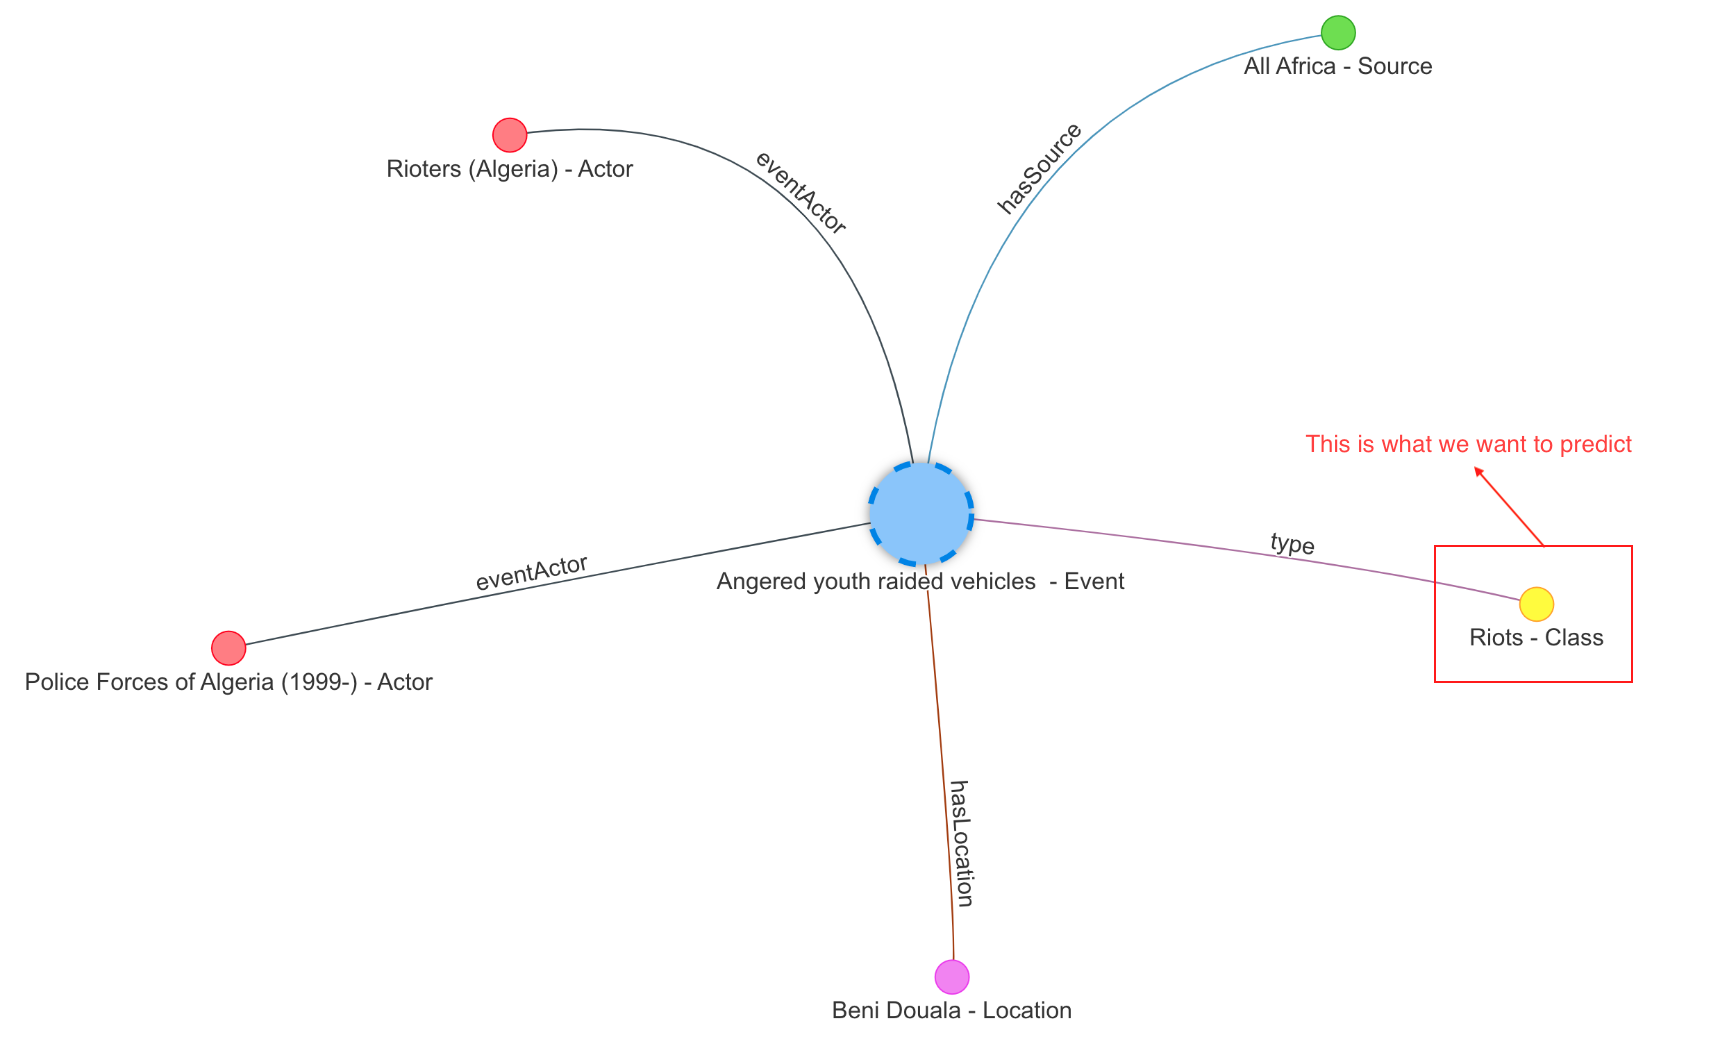 All Africa - Source
Rioters (Algeria) - Actor
eventActor
hasSource
This is what we want to predict
type
eventActor
Angered youth raided vehicles  - Event
Riots - Class
Police Forces of Algeria (1999-) - Actor
hasLocation
Beni Douala - Location